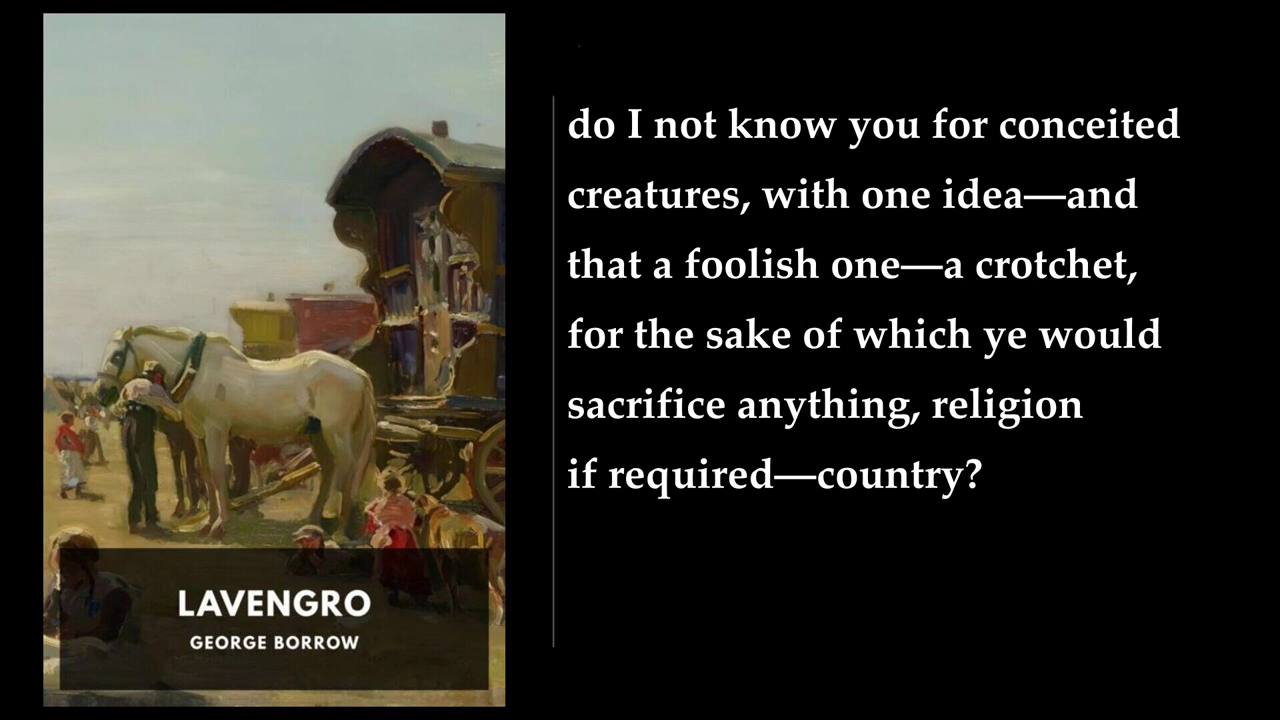 LAVENGRO
GEORGE BORROW
do I not know you for conceited
creatures, with one idea—and
that a foolish one—a crotchet,
for the sake of which ye would
sacrifice anything, religion
if required—country?